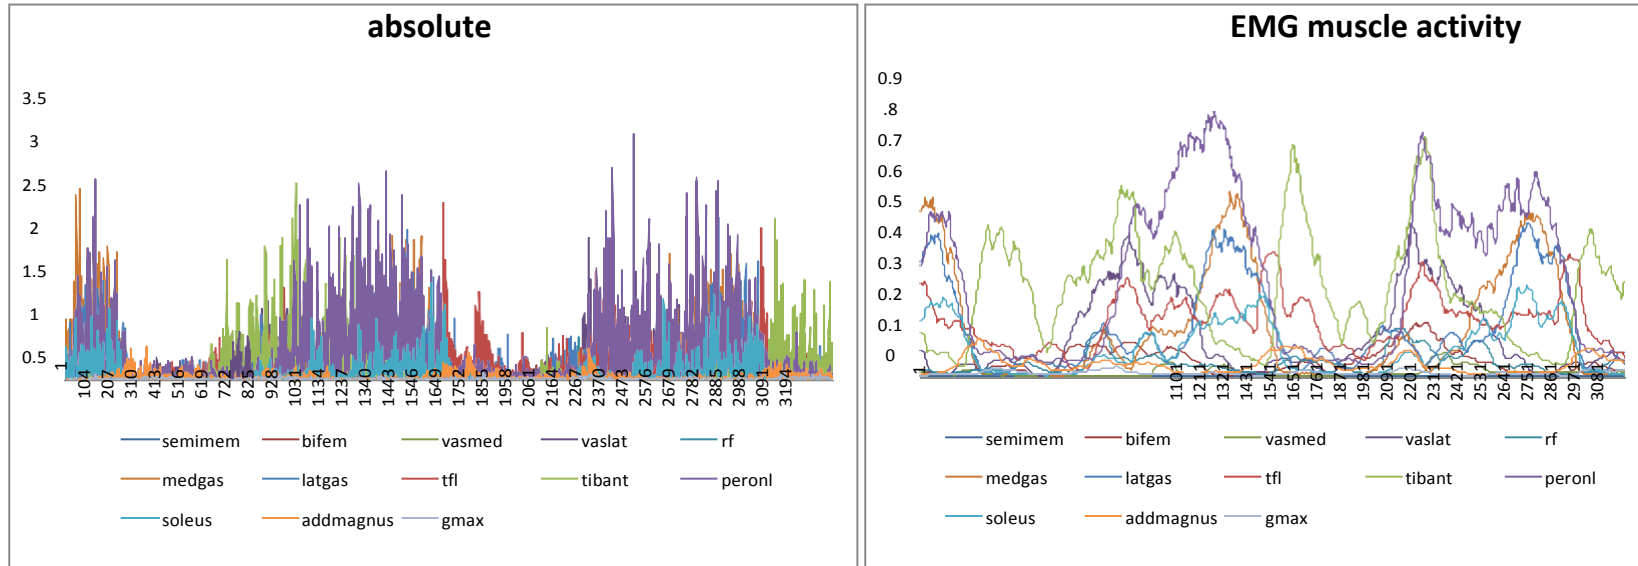 absolute
3.5
3
2.5
2
1.5
1
0.5
1 104 207 310 413 516 619 722 825 928 1031 1134 1237 1340 1443 1546 1649 1752 1855 1958 2061 2164 2267 2370 2473 2576 2679 2782 2885 2988 3091 3194
semimem bifem vasmed vaslat rf
medgas latgas tfl tibant peronl
soleus addmagnus gmax
EMG muscle activity
0.9
.8
0.7
0.6
0.5
0.4
0.3
0.2
0.1
0
1 1101 1211 1321 1431 1541 1651 1761 1871 1981 2091 2201 2311 2421 2531 2641 2751 2861 2971 3081
semimem bifem vasmed vaslat rf
medgas latgas tfl tibant peronl
soleus addmagnus gmax